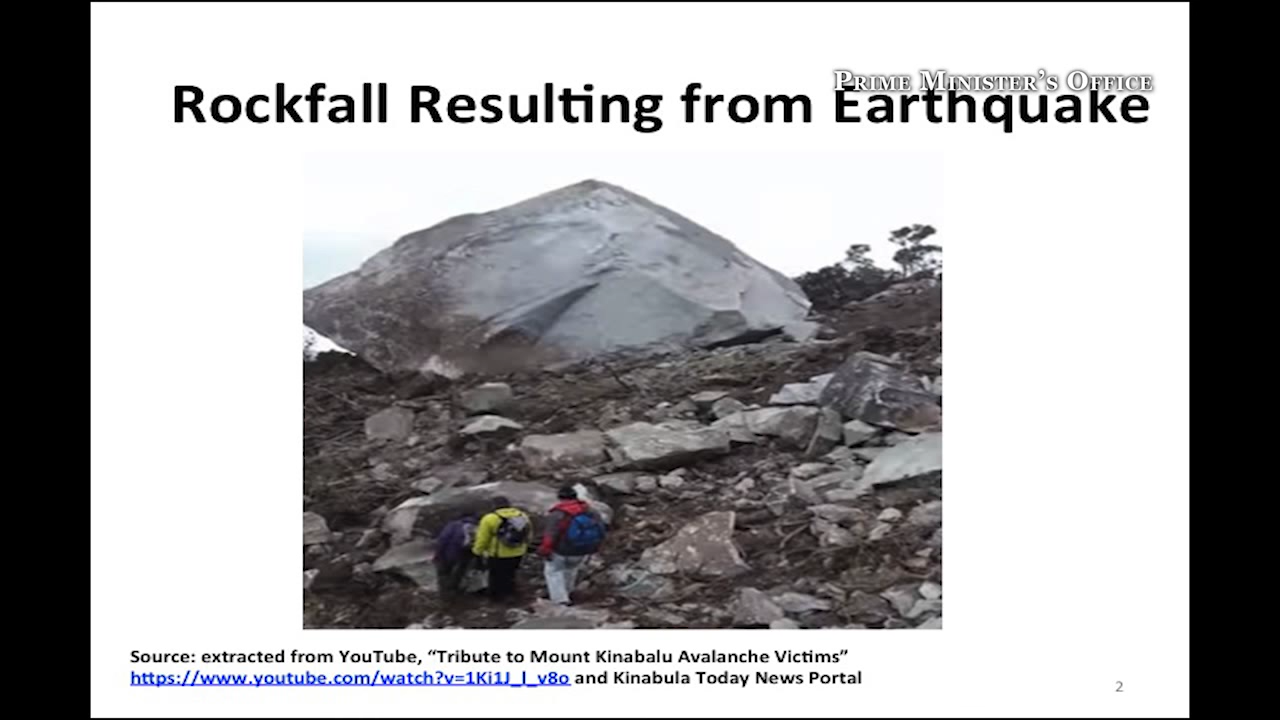 PRIME MINISTER'S OFFICE
Rockfall Resulting from Earthquake
Source: extracted from YouTube, “Tribute to Mount Kinabalu Avalanche Victims”
https://www.youtube.com/watch?v=1Ki1J_l_v8o and Kinabula Today News Portal
2